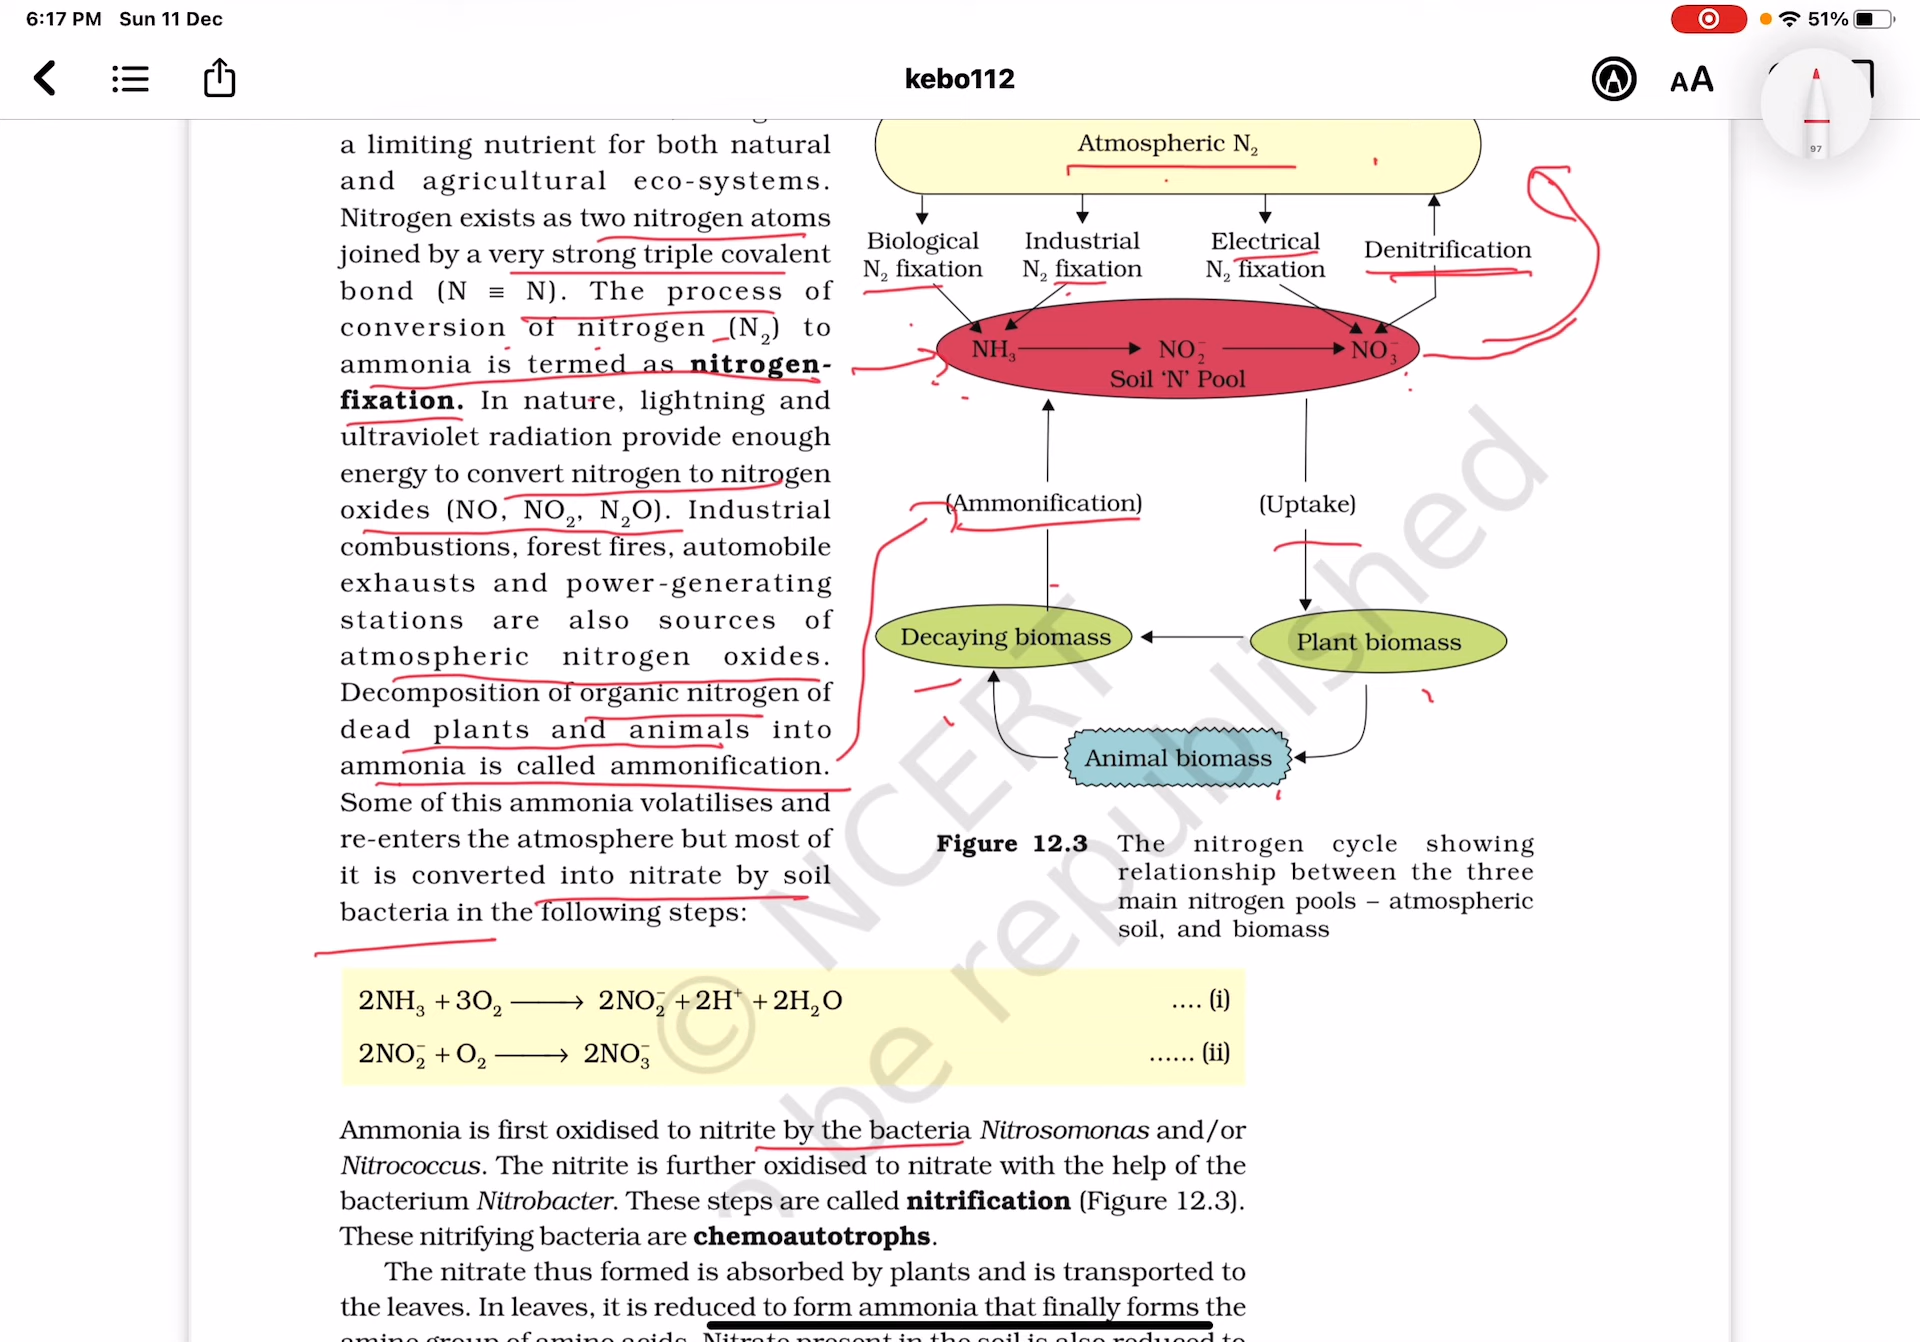 6:17 PM Sun 11 Dec
51%
kebo112
AA
97
a limiting nutrient for both natural
and agricultural eco-systems.
Nitrogen exists as two nitrogen atoms
joined by a very strong triple covalent
bond (N ≡ N). The process of
conversion of nitrogen (N₂) to
ammonia is termed as nitrogen-
fixation. In nature, lightning and
ultraviolet radiation provide enough
energy to convert nitrogen to nitrogen
oxides (NO, NO₂, N₂O). Industrial
combustions, forest fires, automobile
exhausts and power-generating
stations are also sources of
atmospheric nitrogen oxides.
Decomposition of organic nitrogen of
dead plants and animals into
ammonia is called ammonification.
Some of this ammonia volatilises and
re-enters the atmosphere but most of
it is converted into nitrate by soil
bacteria in the following steps:
Atmospheric N₂
Biological
N₂ fixation
Industrial
N₂ fixation
Electrical
N₂ fixation
Denitrification
NH₃ NO₂⁻ NO₃⁻
Soil ‘N’ Pool
(Ammonification)
(Uptake)
Decaying biomass
Plant biomass
Animal biomass
Figure 12.3 The nitrogen cycle showing
relationship between the three
main nitrogen pools – atmospheric
soil, and biomass
2NH₃ + 3O₂ ⟶ 2NO₂⁻ + 2H⁺ + 2H₂O .... (i)
2NO₂⁻ + O₂ ⟶ 2NO₃⁻ ...... (ii)
Ammonia is first oxidised to nitrite by the bacteria Nitrosomonas and/or
Nitrococcus. The nitrite is further oxidised to nitrate with the help of the
bacterium Nitrobacter. These steps are called nitrification (Figure 12.3).
These nitrifying bacteria are chemoautotrophs.
The nitrate thus formed is absorbed by plants and is transported to
the leaves. In leaves, it is reduced to form ammonia that finally forms the
© NCERT
be republished